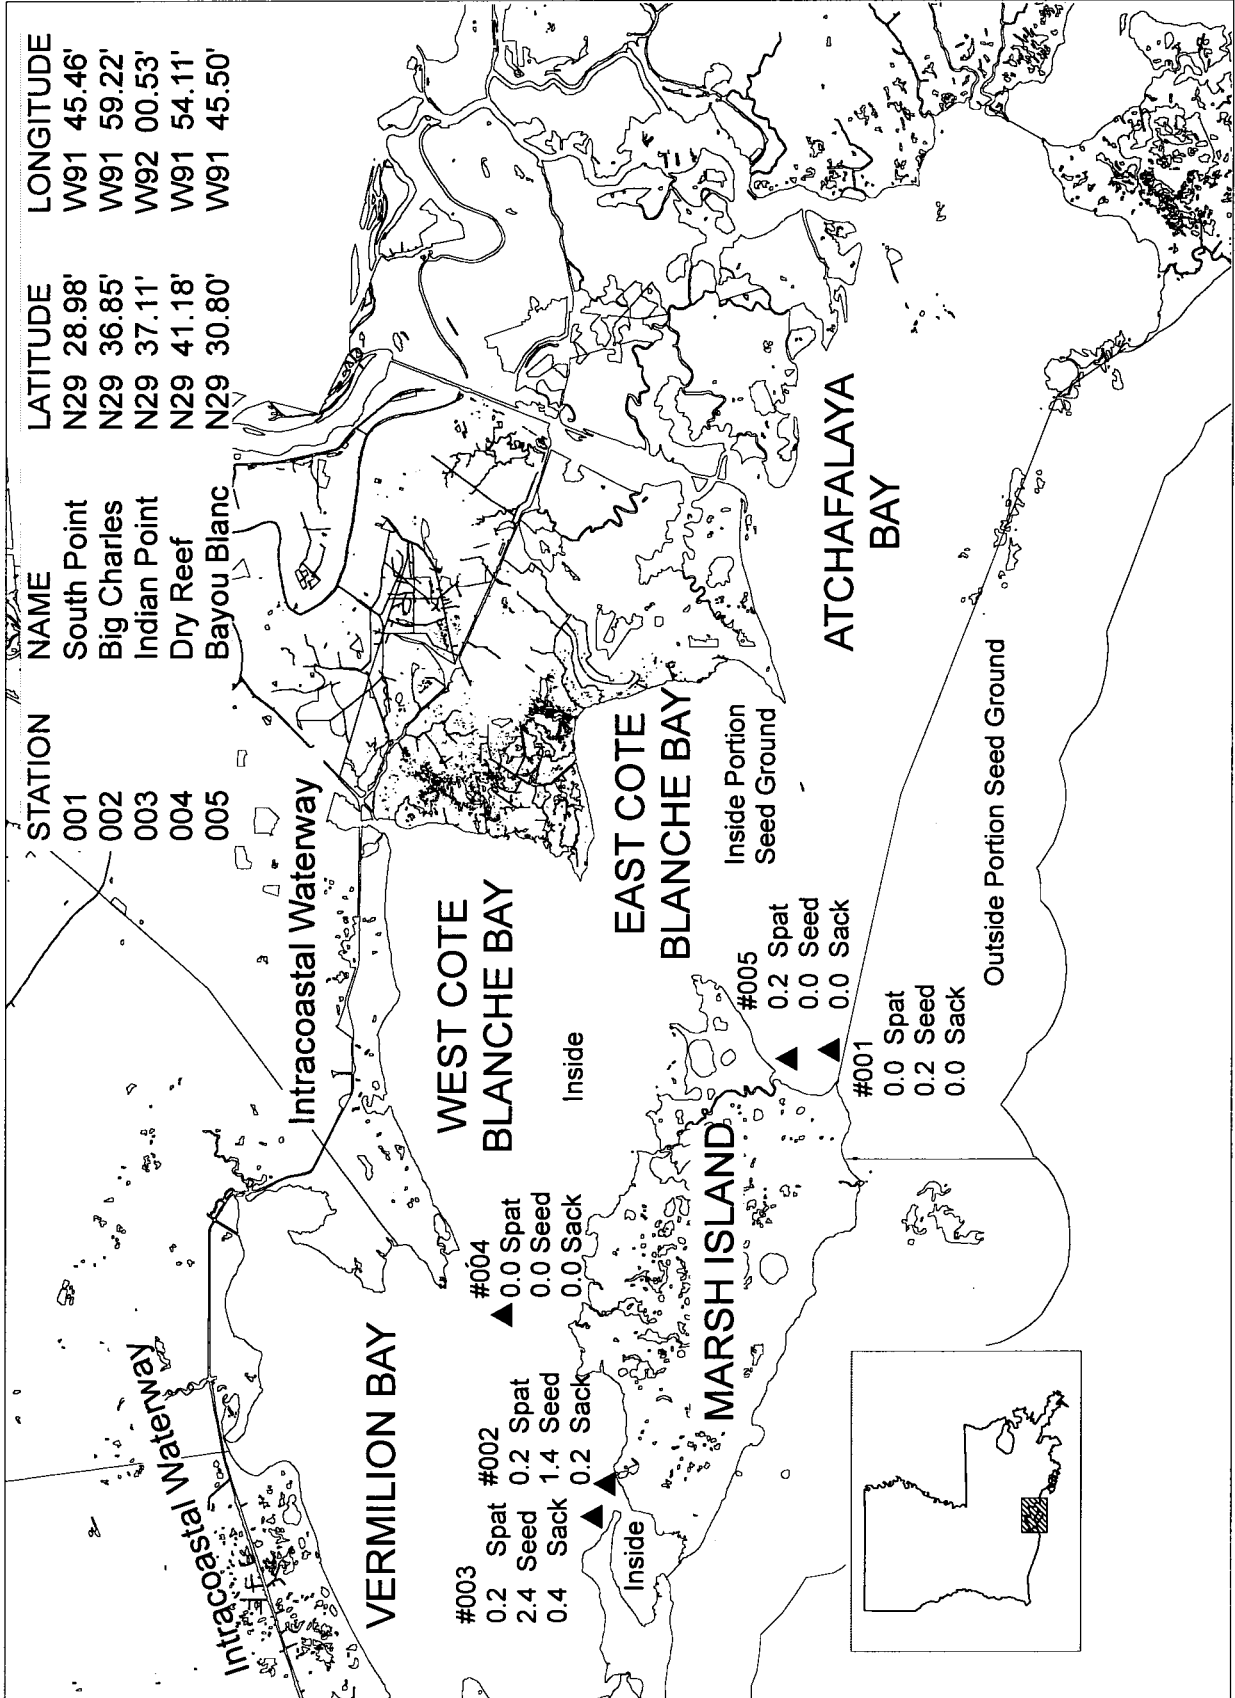 STATION NAME LATITUDE LONGITUDE
001 South Point N29 28.98' W91 45.46'
002 Big Charles N29 36.85' W91 59.22'
003 Indian Point N29 37.11' W92 00.53'
004 Dry Reef N29 41.18' W91 54.11'
005 Bayou Blanc N29 30.80' W91 45.50'
Intracoastal Waterway
Intracoastal Waterway
VERMILION BAY
WEST COTE
BLANCHE BAY
Inside
#003
0.2 Spat
2.4 Seed
0.4 Sack
#002
0.2 Spat
1.4 Seed
0.2 Sack
#004
0.0 Spat
0.0 Seed
0.0 Sack
Inside
EAST COTE
BLANCHE BAY
Inside Portion
Seed Ground
MARSH ISLAND
#005
0.2 Spat
0.0 Seed
0.0 Sack
#001
0.0 Spat
0.2 Seed
0.0 Sack
ATCHAFALAYA
BAY
Outside Portion Seed Ground